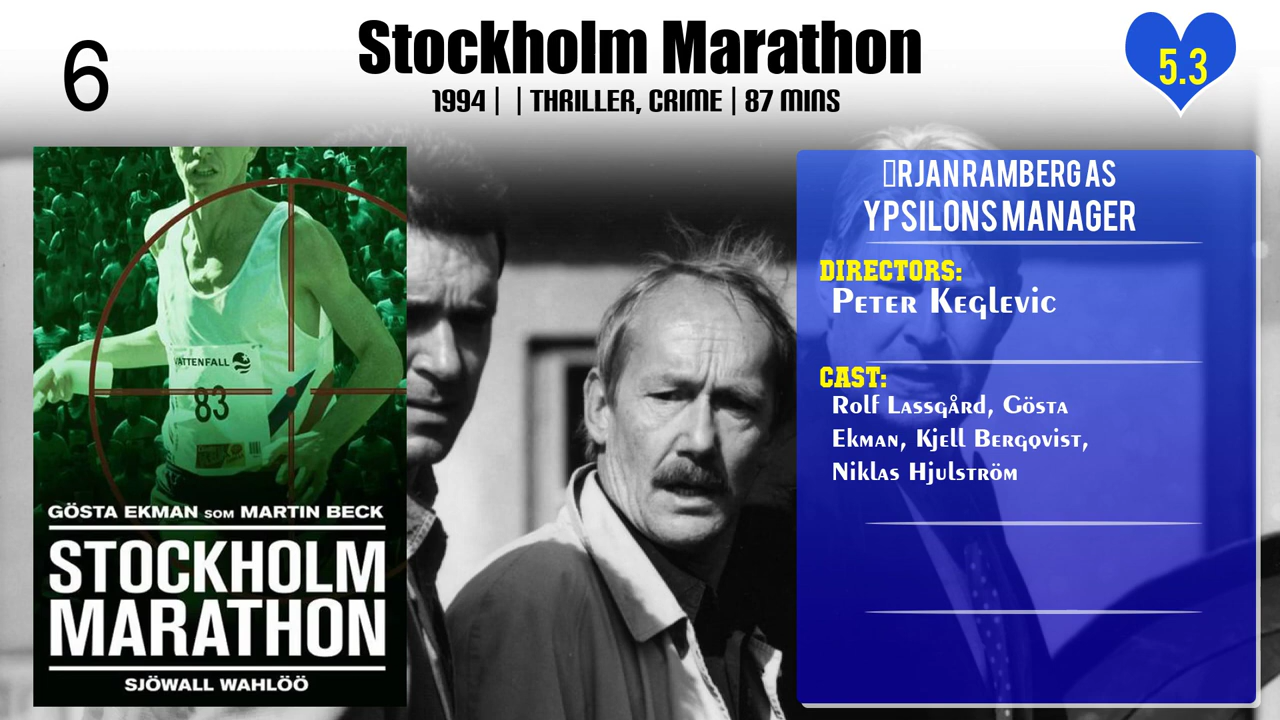 6
Stockholm Marathon
1994 | | THRILLER, CRIME | 87 MINS
5.3
VATTENFALL
83
GÖSTA EKMAN SOM MARTIN BECK
STOCKHOLM
MARATHON
SJÖWALL WAHLÖÖ
▯RJAN RAMBERG AS
YPSILONS MANAGER
DIRECTORS:
Peter Keglevic
CAST:
Rolf Lassgård, Gösta
Ekman, Kjell Bergqvist,
Niklas Hjulström